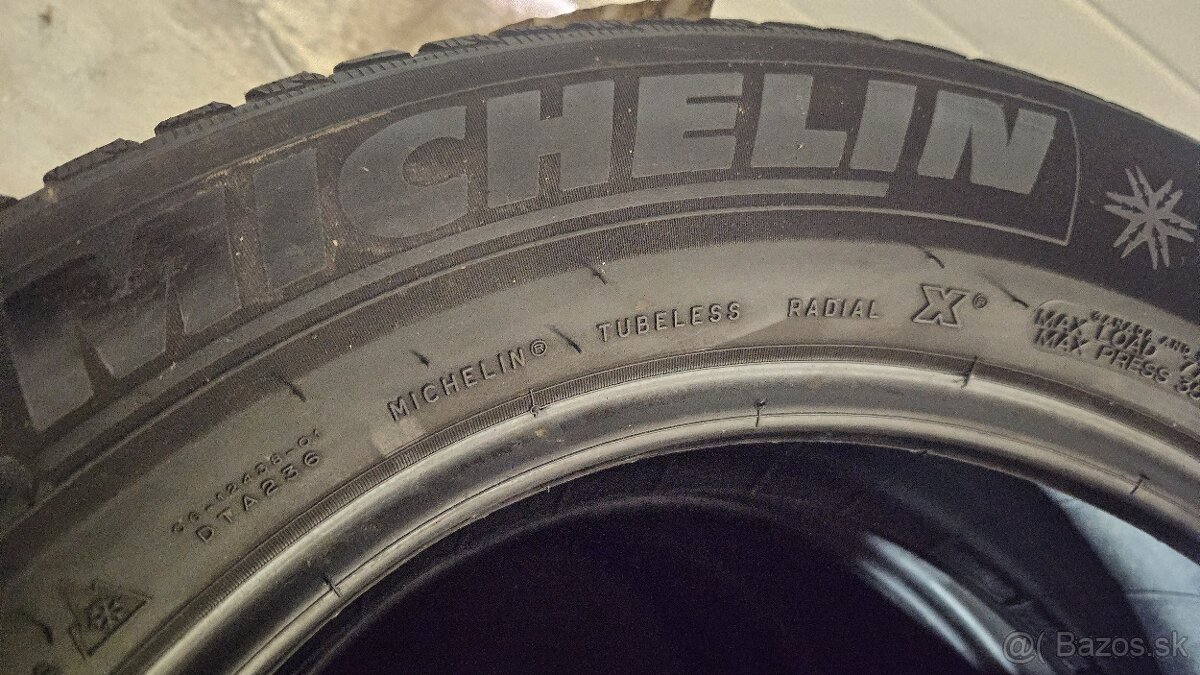 MICHELIN
MICHELIN® TUBELESS RADIAL X®
MAX LOAD
MAX PRESS
DTA236
@( Bazos.sk